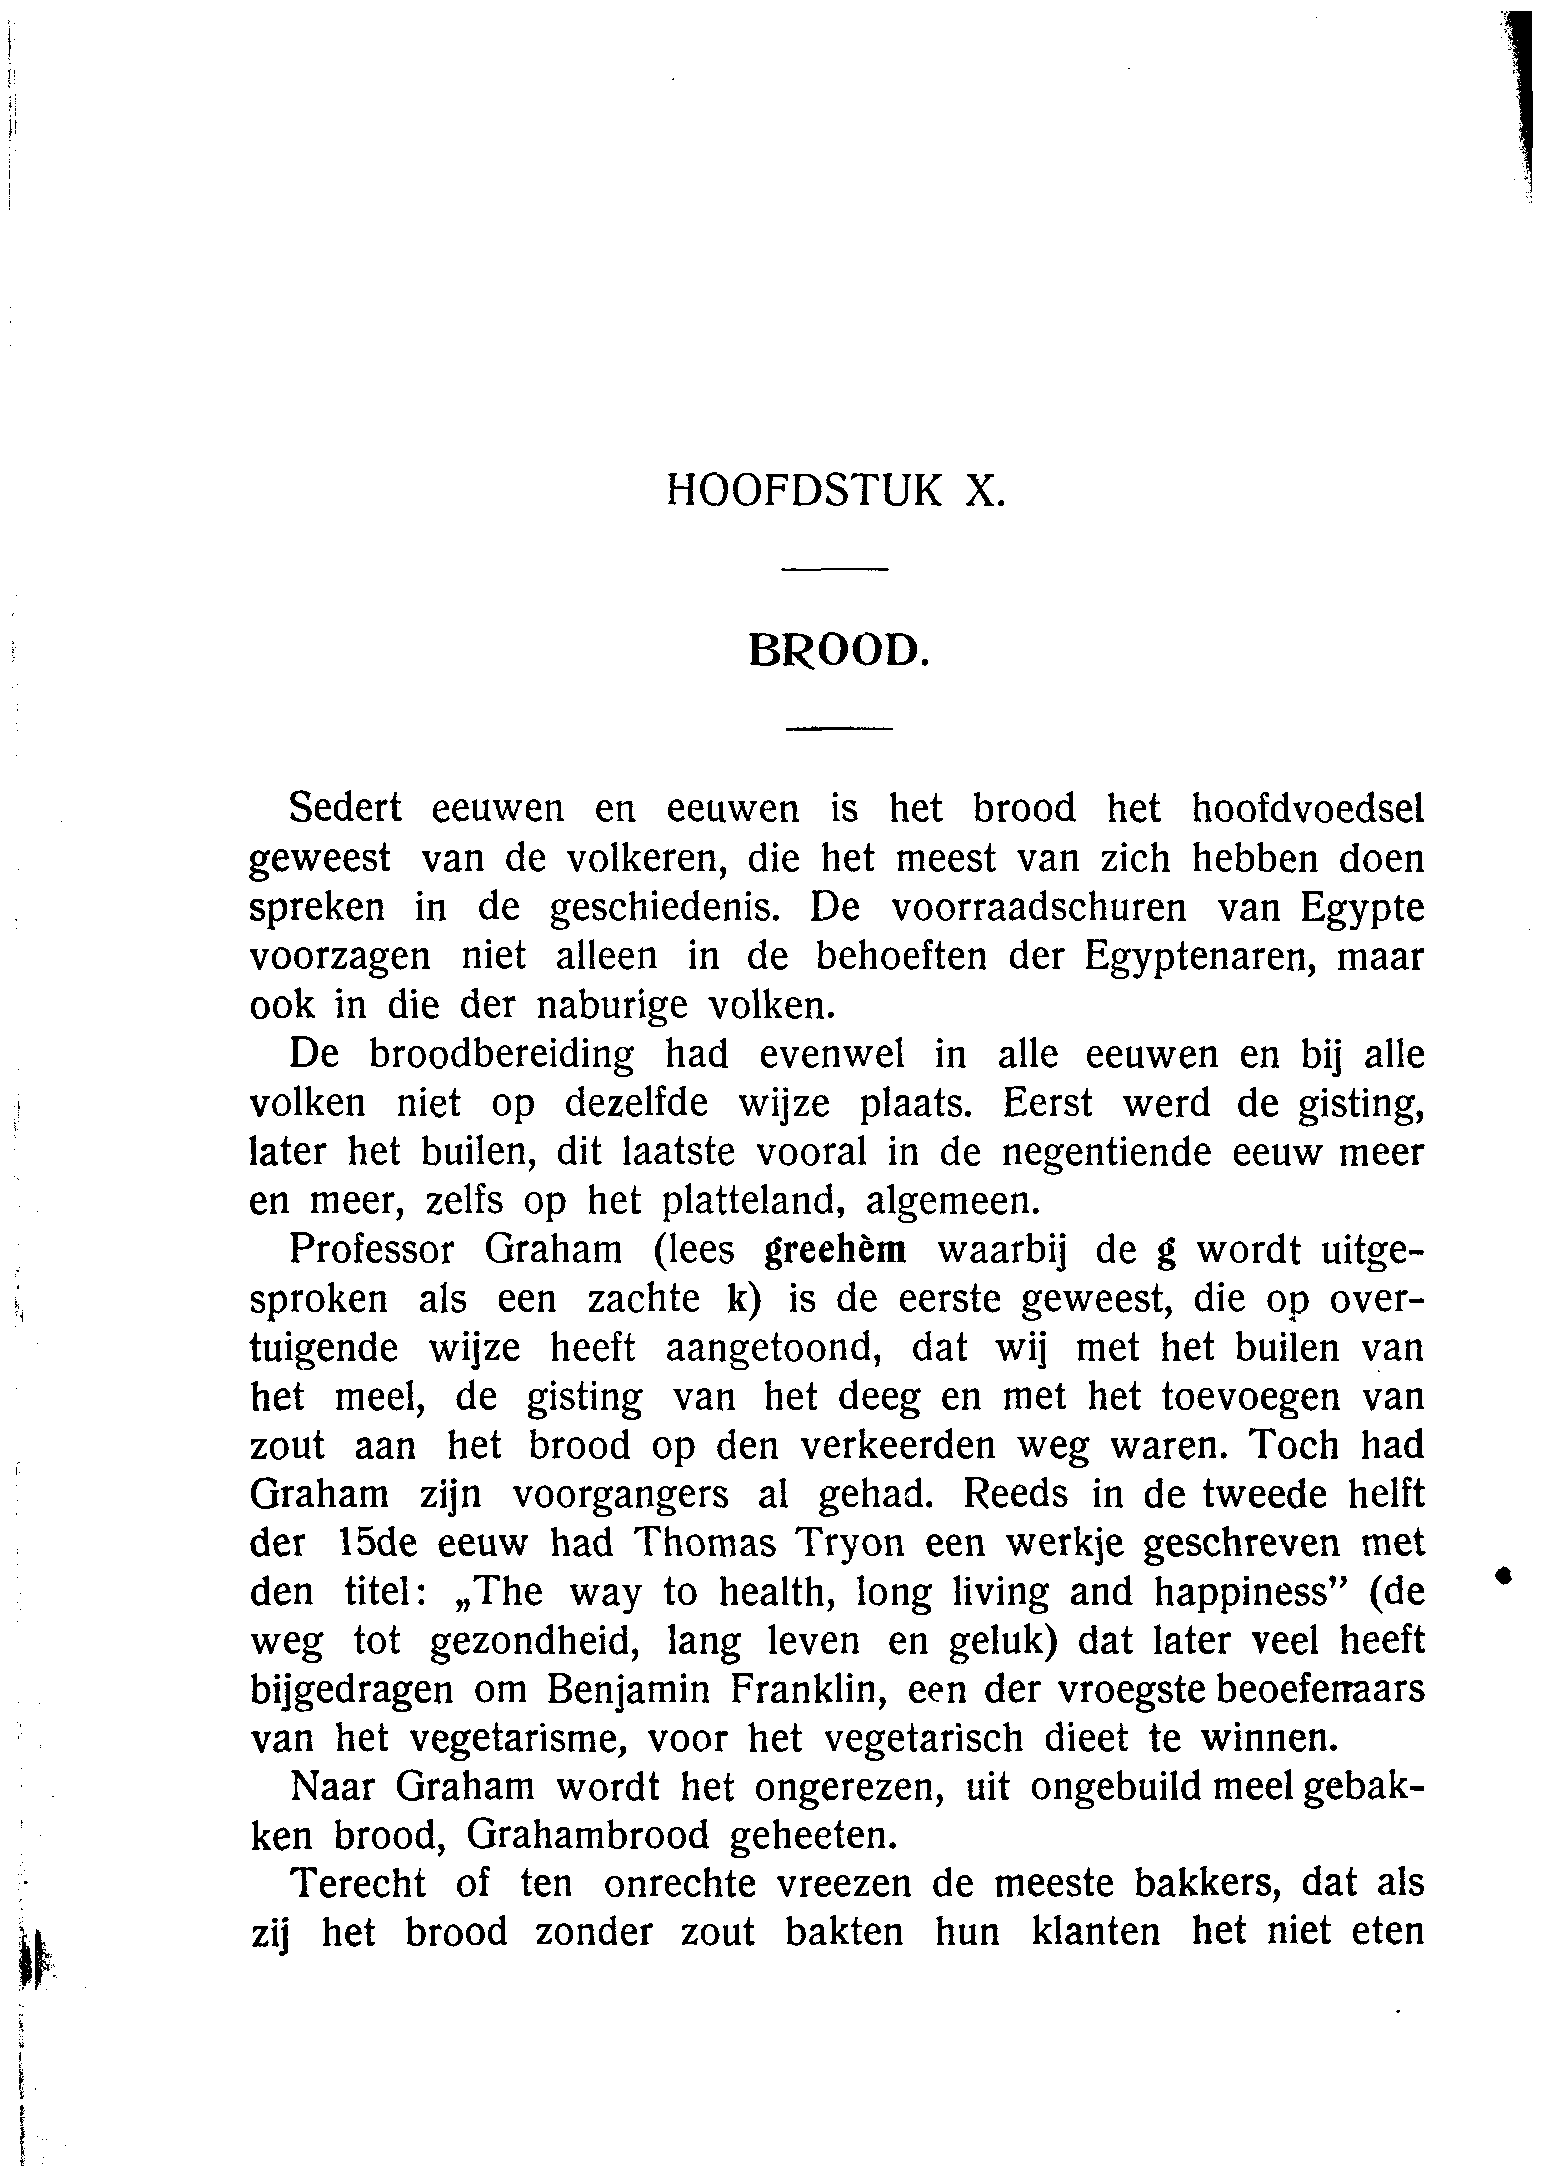 HOOFDSTUK X.
BROOD.
Sedert eeuwen en eeuwen is het brood het hoofdvoedsel
geweest van de volkeren, die het meest van zich hebben doen
spreken in de geschiedenis. De voorraadschuren van Egypte
voorzagen niet alleen in de behoeften der Egyptenaren, maar
ook in die der naburige volken.
De broodbereiding had evenwel in alle eeuwen en bij alle
volken niet op dezelfde wijze plaats. Eerst werd de gisting,
later het builen, dit laatste vooral in de negentiende eeuw meer
en meer, zelfs op het platteland, algemeen.
Professor Graham (lees greehèm waarbij de g wordt uitge-
sproken als een zachte k) is de eerste geweest, die op over-
tuigende wijze heeft aangetoond, dat wij met het builen van
het meel, de gisting van het deeg en met het toevoegen van
zout aan het brood op den verkeerden weg waren. Toch had
Graham zijn voorgangers al gehad. Reeds in de tweede helft
der 15de eeuw had Thomas Tryon een werkje geschreven met
den titel: „The way to health, long living and happiness” (de
weg tot gezondheid, lang leven en geluk) dat later veel heeft
bijgedragen om Benjamin Franklin, een der vroegste beoefenaars
van het vegetarisme, voor het vegetarisch dieet te winnen.
Naar Graham wordt het ongerezen, uit ongebuild meel gebak-
ken brood, Grahambrood geheeten.
Terecht of ten onrechte vreezen de meeste bakkers, dat als
zij het brood zonder zout bakten hun klanten het niet eten